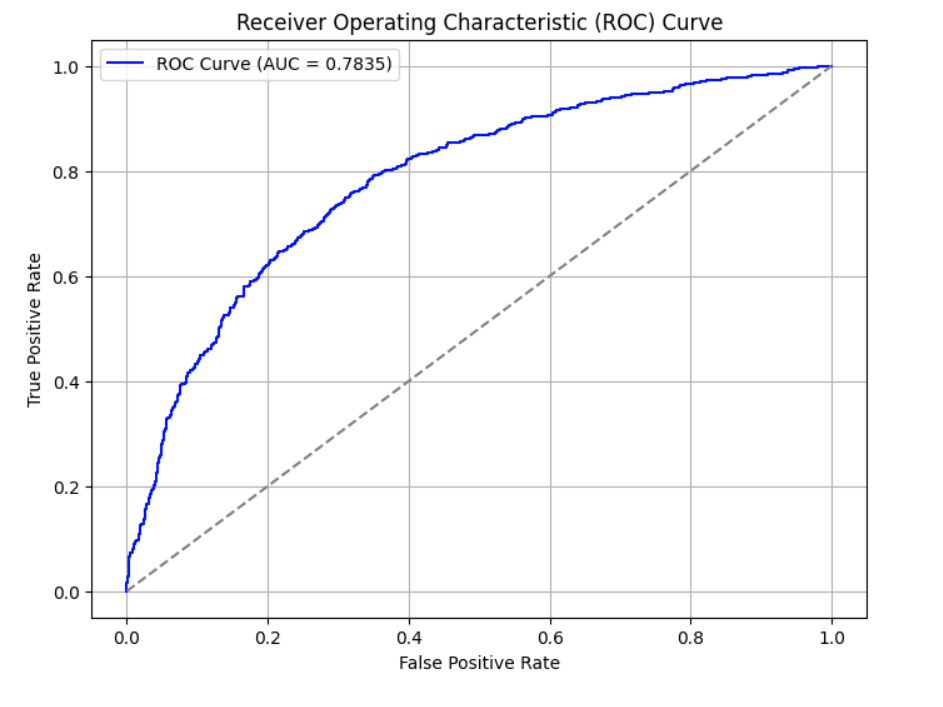 Receiver Operating Characteristic (ROC) Curve
ROC Curve (AUC = 0.7835)
1.0
0.8
0.6
0.4
0.2
0.0
True Positive Rate
0.0 0.2 0.4 0.6 0.8 1.0
False Positive Rate